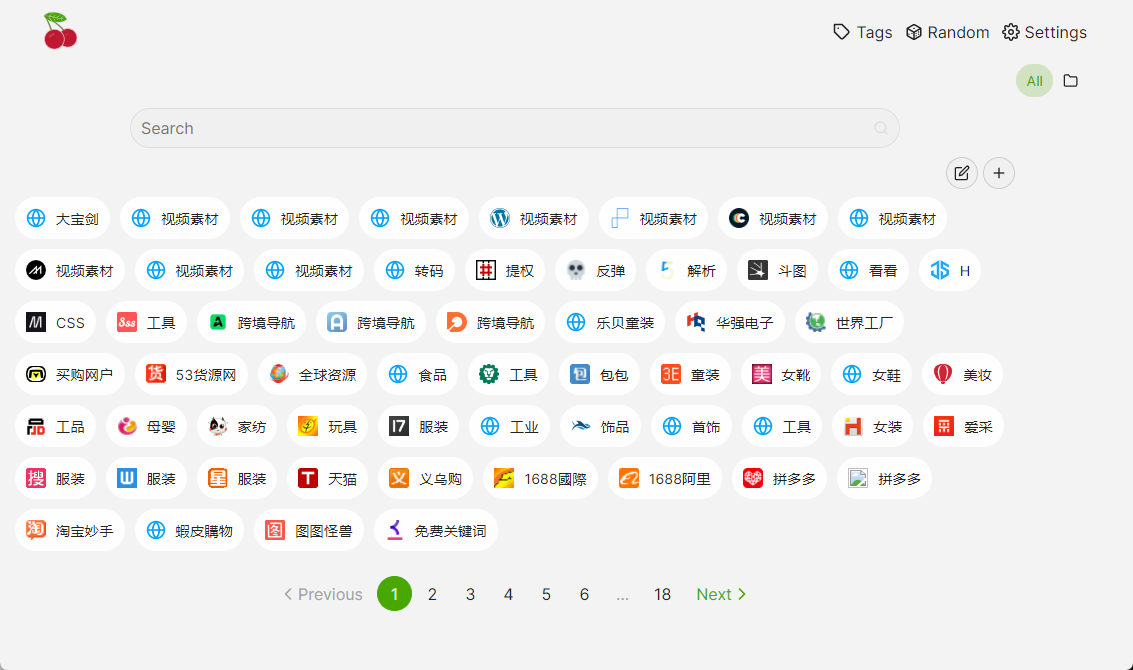 Tags Random Settings
All
Search
大宝剑 视频素材 视频素材 视频素材 视频素材 视频素材 视频素材 视频素材
视频素材 视频素材 视频素材 转码 提权 反弹 解析 斗图 看看 H
CSS 工具 跨境导航 跨境导航 跨境导航 乐贝童装 华强电子 世界工厂
买购网户 53货源网 全球资源 食品 工具 包包 童装 女靴 女鞋 美妆
工品 母婴 家纺 玩具 服装 工业 饰品 首饰 工具 女装 爱采
服装 服装 服装 天猫 义乌购 1688國際 1688阿里 拼多多 拼多多
淘宝妙手 蝦皮購物 图图怪兽 免费关键词
Previous 1 2 3 4 5 6 ... 18 Next